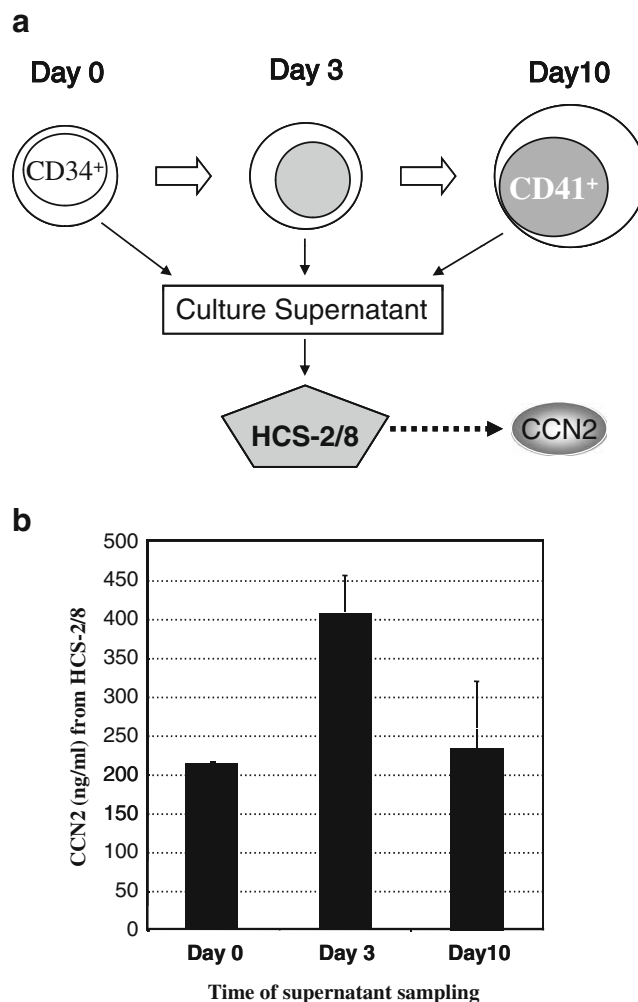 a
Day 0 Day 3 Day10
CD34+ CD41+
Culture Supernatant
HCS-2/8 CCN2
b
CCN2 (ng/ml) from HCS-2/8
500
450
400
350
300
250
200
150
100
50
0
Day 0 Day 3 Day10
Time of supernatant sampling